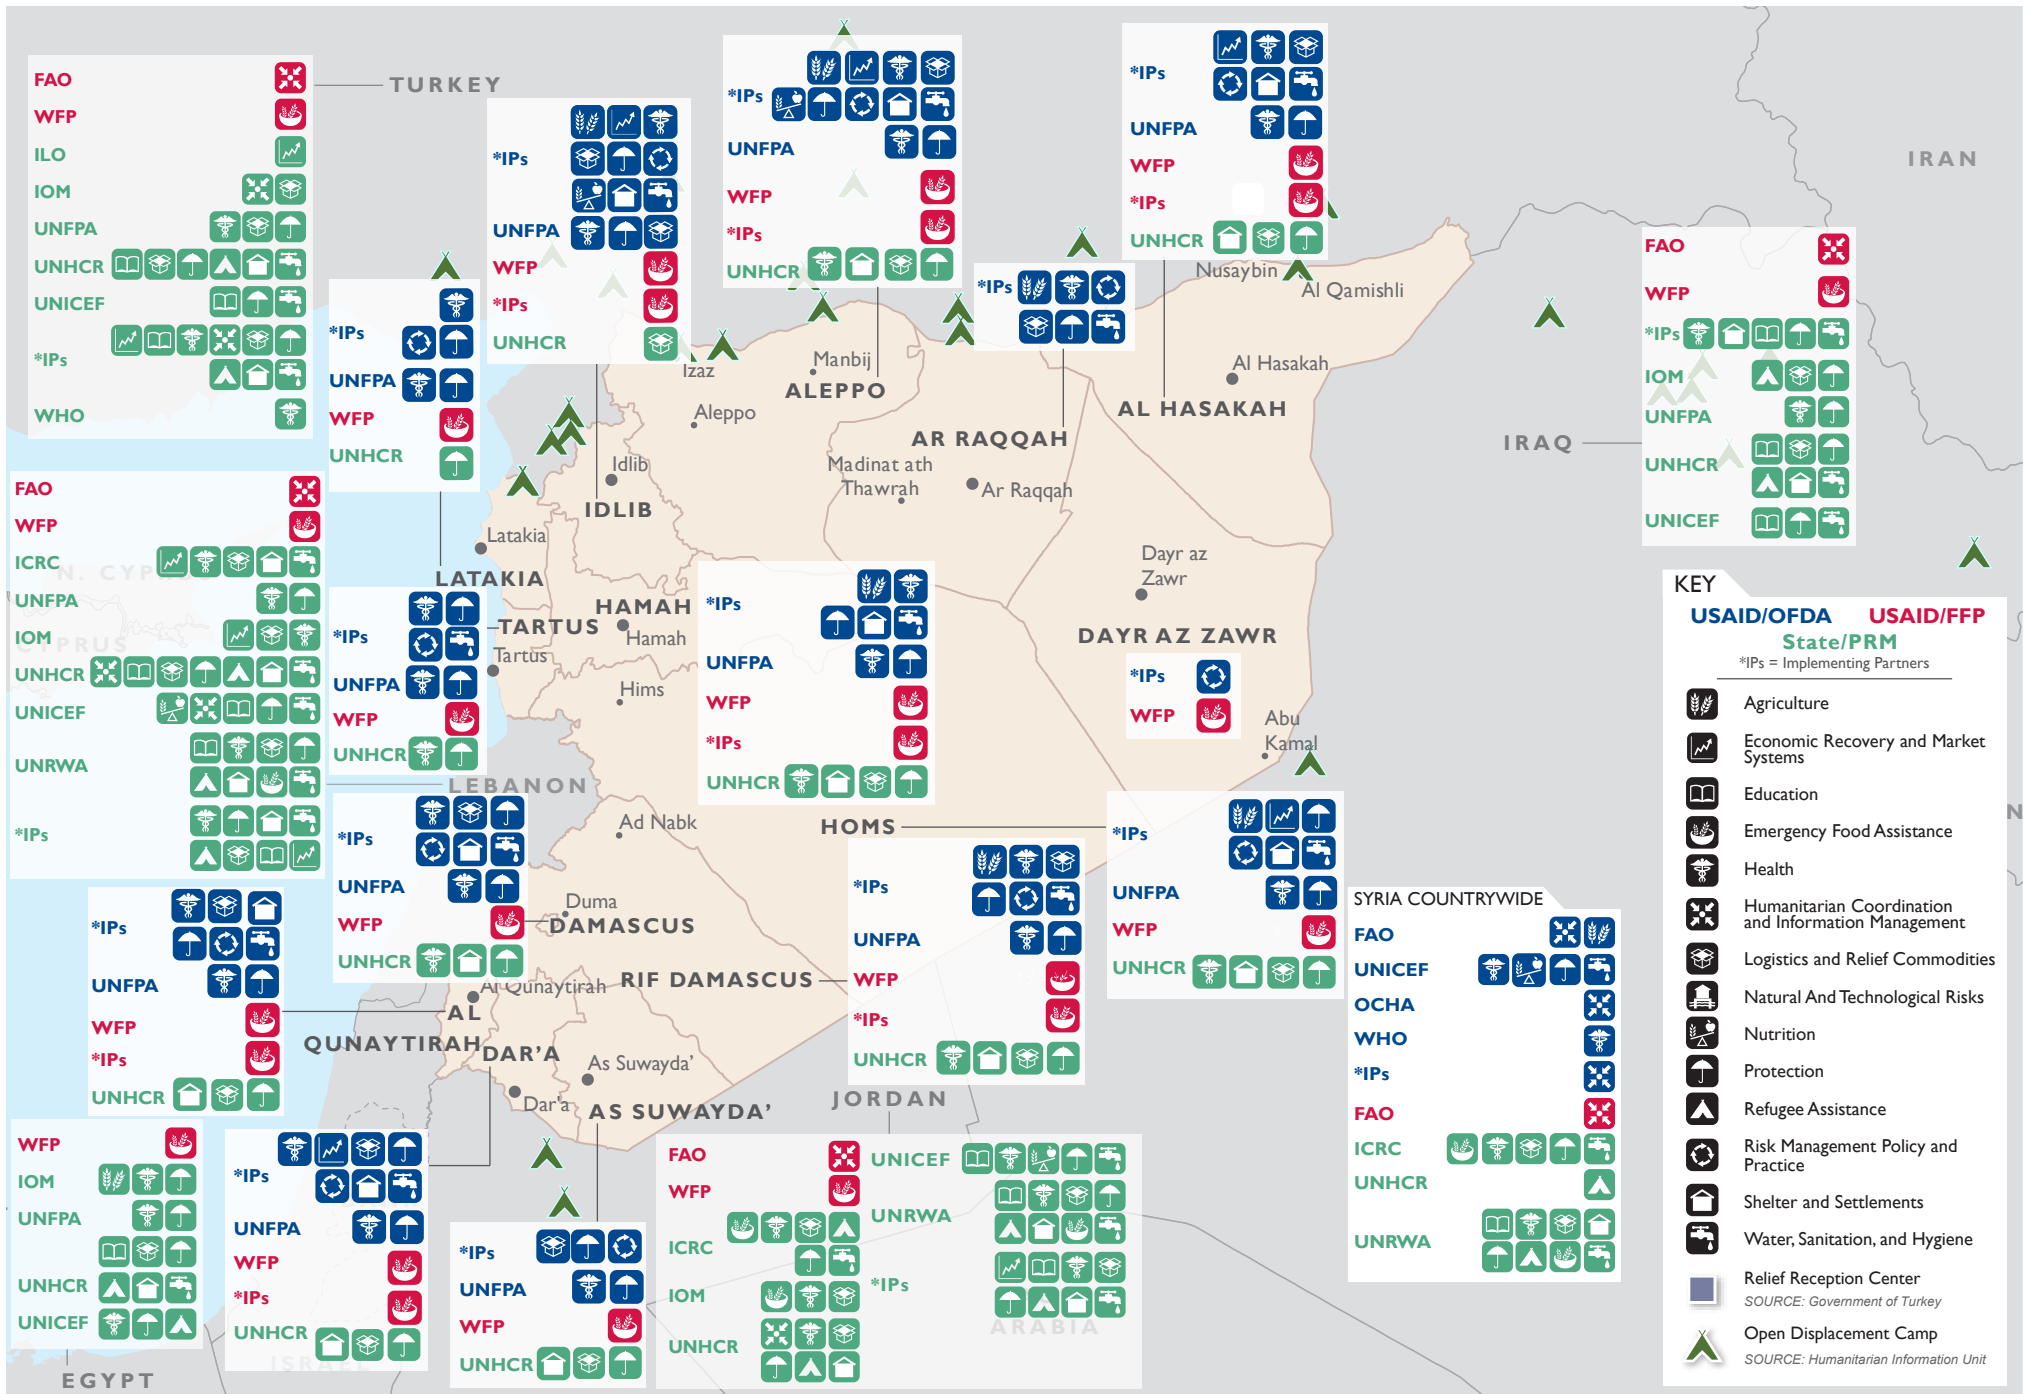 TURKEY
FAO
WFP
ILO
IOM
UNFPA
UNHCR
UNICEF
*IPs
WHO
*IPs
UNFPA
WFP
UNHCR
*IPs
UNFPA
WFP
*IPs
UNHCR
*IPs
UNFPA
WFP
*IPs
UNHCR
*IPs
UNFPA
WFP
*IPs
UNHCR
*IPs
IRAN
IRAQ
FAO
WFP
*IPs
IOM
UNFPA
UNHCR
UNICEF
Nusaybin
Al Qamishli
Al Hasakah
AL HASAKAH
Izaz
Manbij
ALEPPO
Aleppo
AR RAQQAH
Madinat ath
Thawrah
Ar Raqqah
Idlib
IDLIB
Latakia
LATAKIA
HAMAH
Hamah
TARTUS
Tartus
Hims
Dayr az
Zawr
DAYR AZ ZAWR
*IPs
WFP
Abu
Kamal
FAO
WFP
ICRC
N. CYPRUS
UNFPA
IOM
CYPRUS
UNHCR
UNICEF
UNRWA
*IPs
LEBANON
*IPs
UNFPA
WFP
UNHCR
*IPs
UNFPA
WFP
*IPs
UNHCR
*IPs
UNFPA
WFP
UNHCR
Ad Nabk
Duma
DAMASCUS
HOMS
*IPs
UNFPA
WFP
UNHCR
RIF DAMASCUS
*IPs
UNFPA
WFP
*IPs
UNHCR
*IPs
UNFPA
WFP
*IPs
UNHCR
Al Qunaytirah
AL
QUNAYTIRAH
DAR'A
Dar'a
As Suwayda'
AS SUWAYDA'
JORDAN
WFP
IOM
UNFPA
UNHCR
UNICEF
EGYPT
*IPs
UNFPA
WFP
*IPs
UNHCR
ISRAEL
*IPs
UNFPA
WFP
UNHCR
FAO
WFP
ICRC
IOM
UNHCR
UNICEF
UNRWA
*IPs
ARABIA
SYRIA COUNTRYWIDE
FAO
UNICEF
OCHA
WHO
*IPs
FAO
ICRC
UNHCR
UNRWA
KEY
USAID/OFDA USAID/FFP
State/PRM
*IPs = Implementing Partners
Agriculture
Economic Recovery and Market
Systems
Education
Emergency Food Assistance
Health
Humanitarian Coordination
and Information Management
Logistics and Relief Commodities
Natural And Technological Risks
Nutrition
Protection
Refugee Assistance
Risk Management Policy and
Practice
Shelter and Settlements
Water, Sanitation, and Hygiene
Relief Reception Center
SOURCE: Government of Turkey
Open Displacement Camp
SOURCE: Humanitarian Information Unit